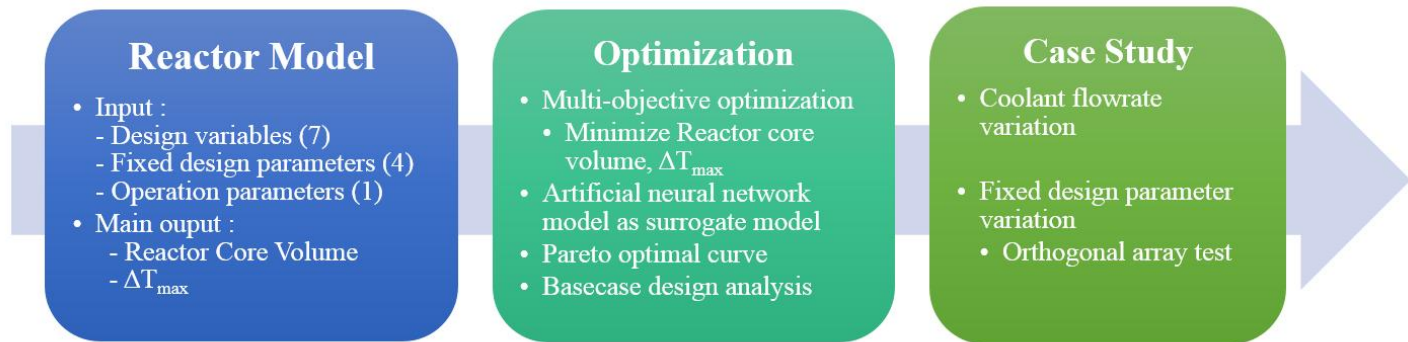 Reactor Model
• Input :
- Design variables (7)
- Fixed design parameters (4)
- Operation parameters (1)
• Main ouput :
- Reactor Core Volume
- ΔTmax
Optimization
• Multi-objective optimization
• Minimize Reactor core
volume, ΔTmax
• Artificial neural network
model as surrogate model
• Pareto optimal curve
• Basecase design analysis
Case Study
• Coolant flowrate
variation
• Fixed design parameter
variation
• Orthogonal array test